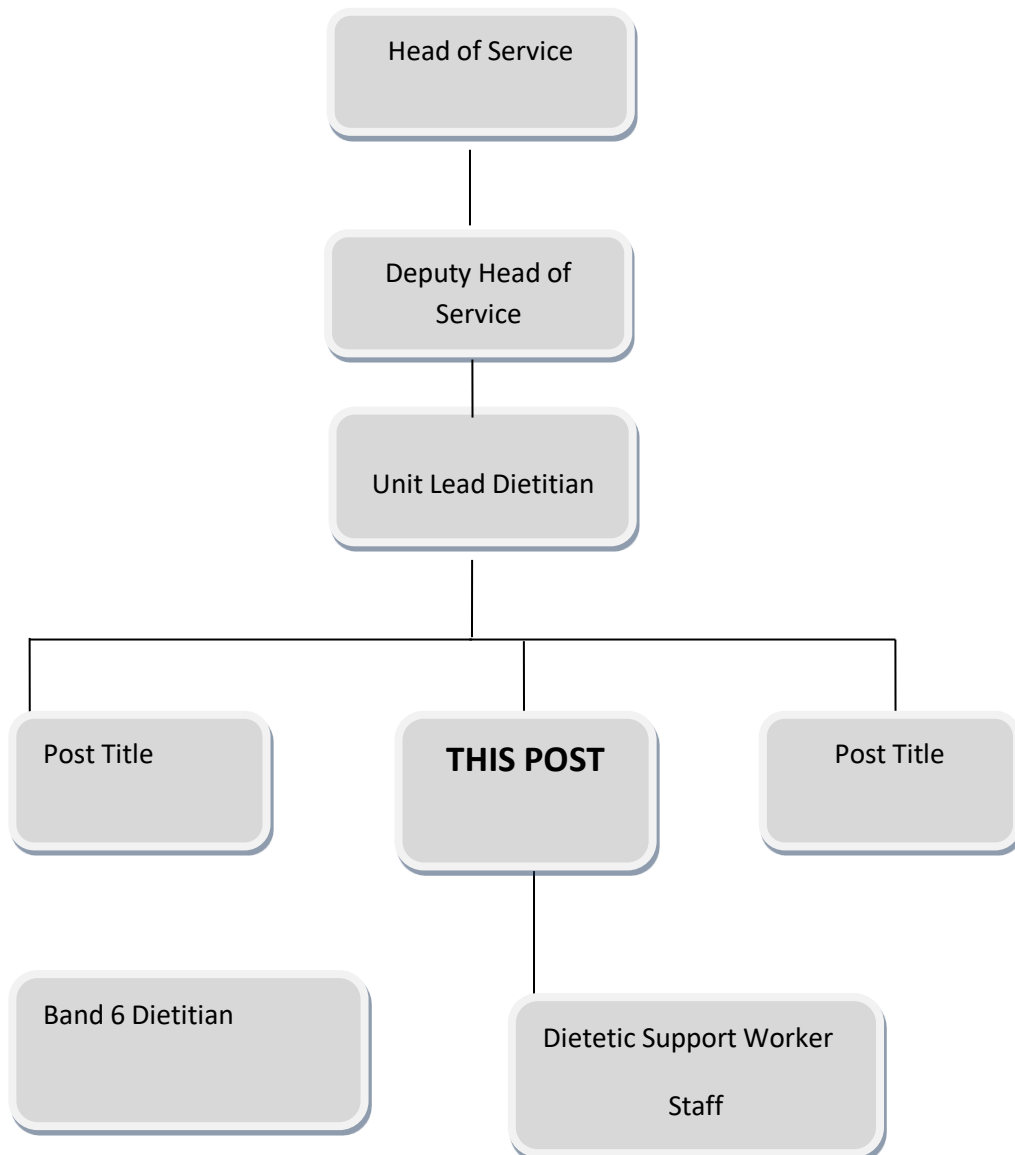 Head of Service
Deputy Head of
Service
Unit Lead Dietitian
Post Title
THIS POST
Post Title
Band 6 Dietitian
Dietetic Support Worker
Staff